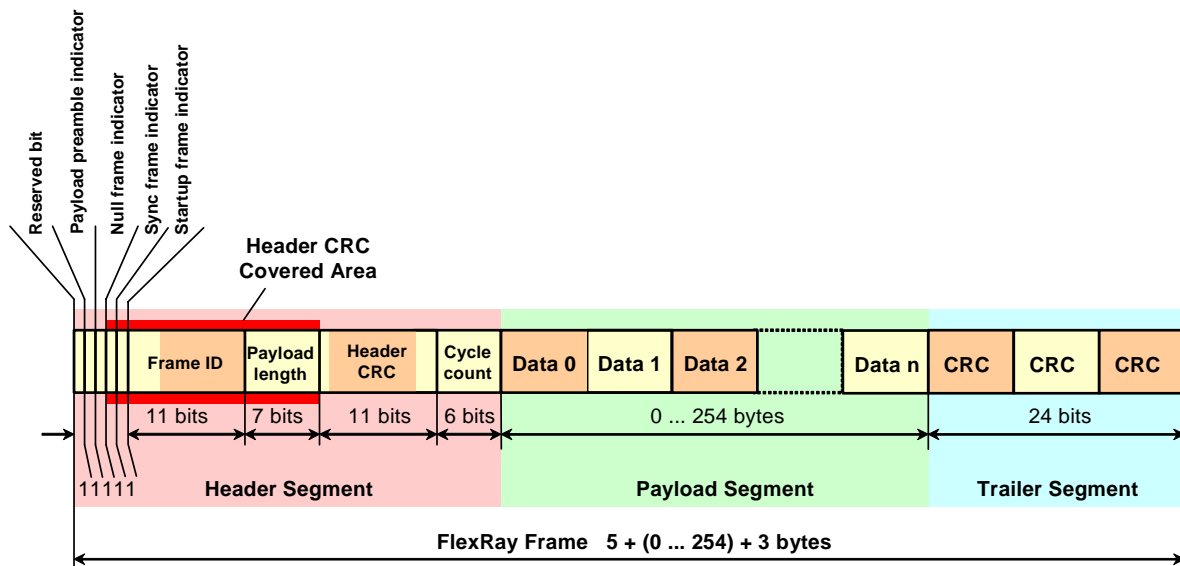 Reserved bit
Payload preamble indicator
Null frame indicator
Sync frame indicator
Startup frame indicator
Header CRC
Covered Area
Frame ID
Payload
length
Header
CRC
Cycle
count
Data 0
Data 1
Data 2
Data n
CRC
CRC
CRC
11 bits
7 bits
11 bits
6 bits
0 ... 254 bytes
24 bits
11111
Header Segment
Payload Segment
Trailer Segment
FlexRay Frame 5 + (0 ... 254) + 3 bytes